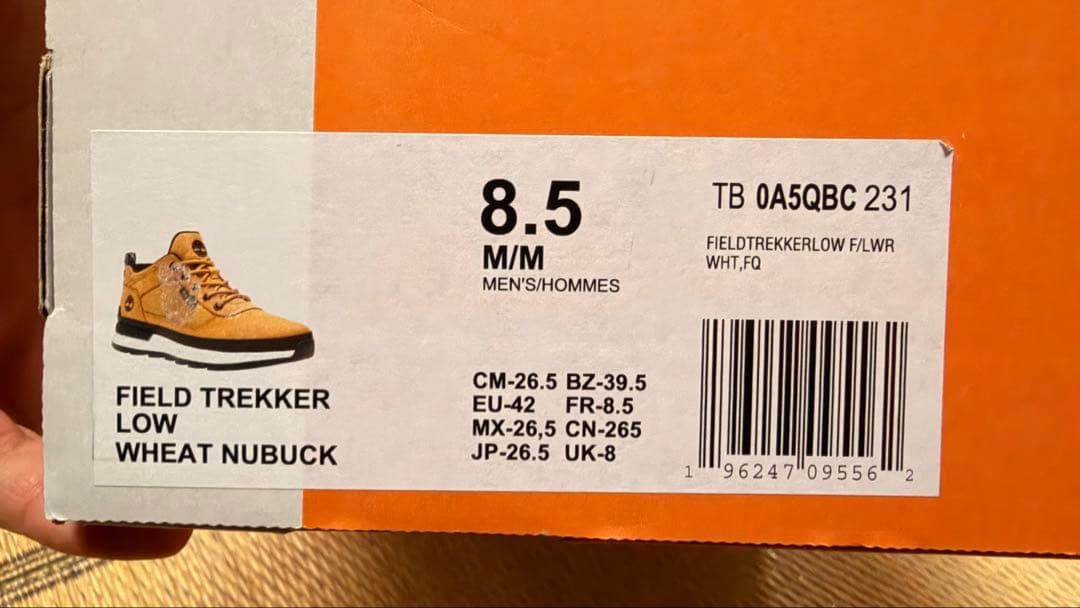 8.5
M/M
MEN'S/HOMMES
TB 0A5QBC 231
FIELDTREKKERLOW F/LWR
WHT,FQ
FIELD TREKKER
LOW
WHEAT NUBUCK
CM-26.5 BZ-39.5
EU-42 FR-8.5
MX-26,5 CN-265
JP-26.5 UK-8
1 96247 09556 2